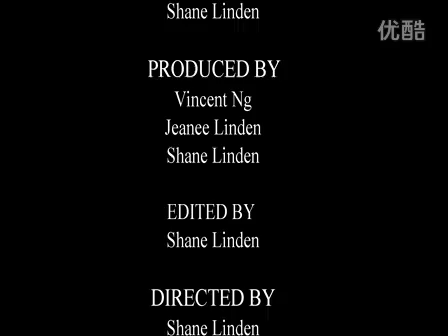 Shane Linden
优酷
PRODUCED BY
Vincent Ng
Jeanee Linden
Shane Linden
EDITED BY
Shane Linden
DIRECTED BY
Shane Linden